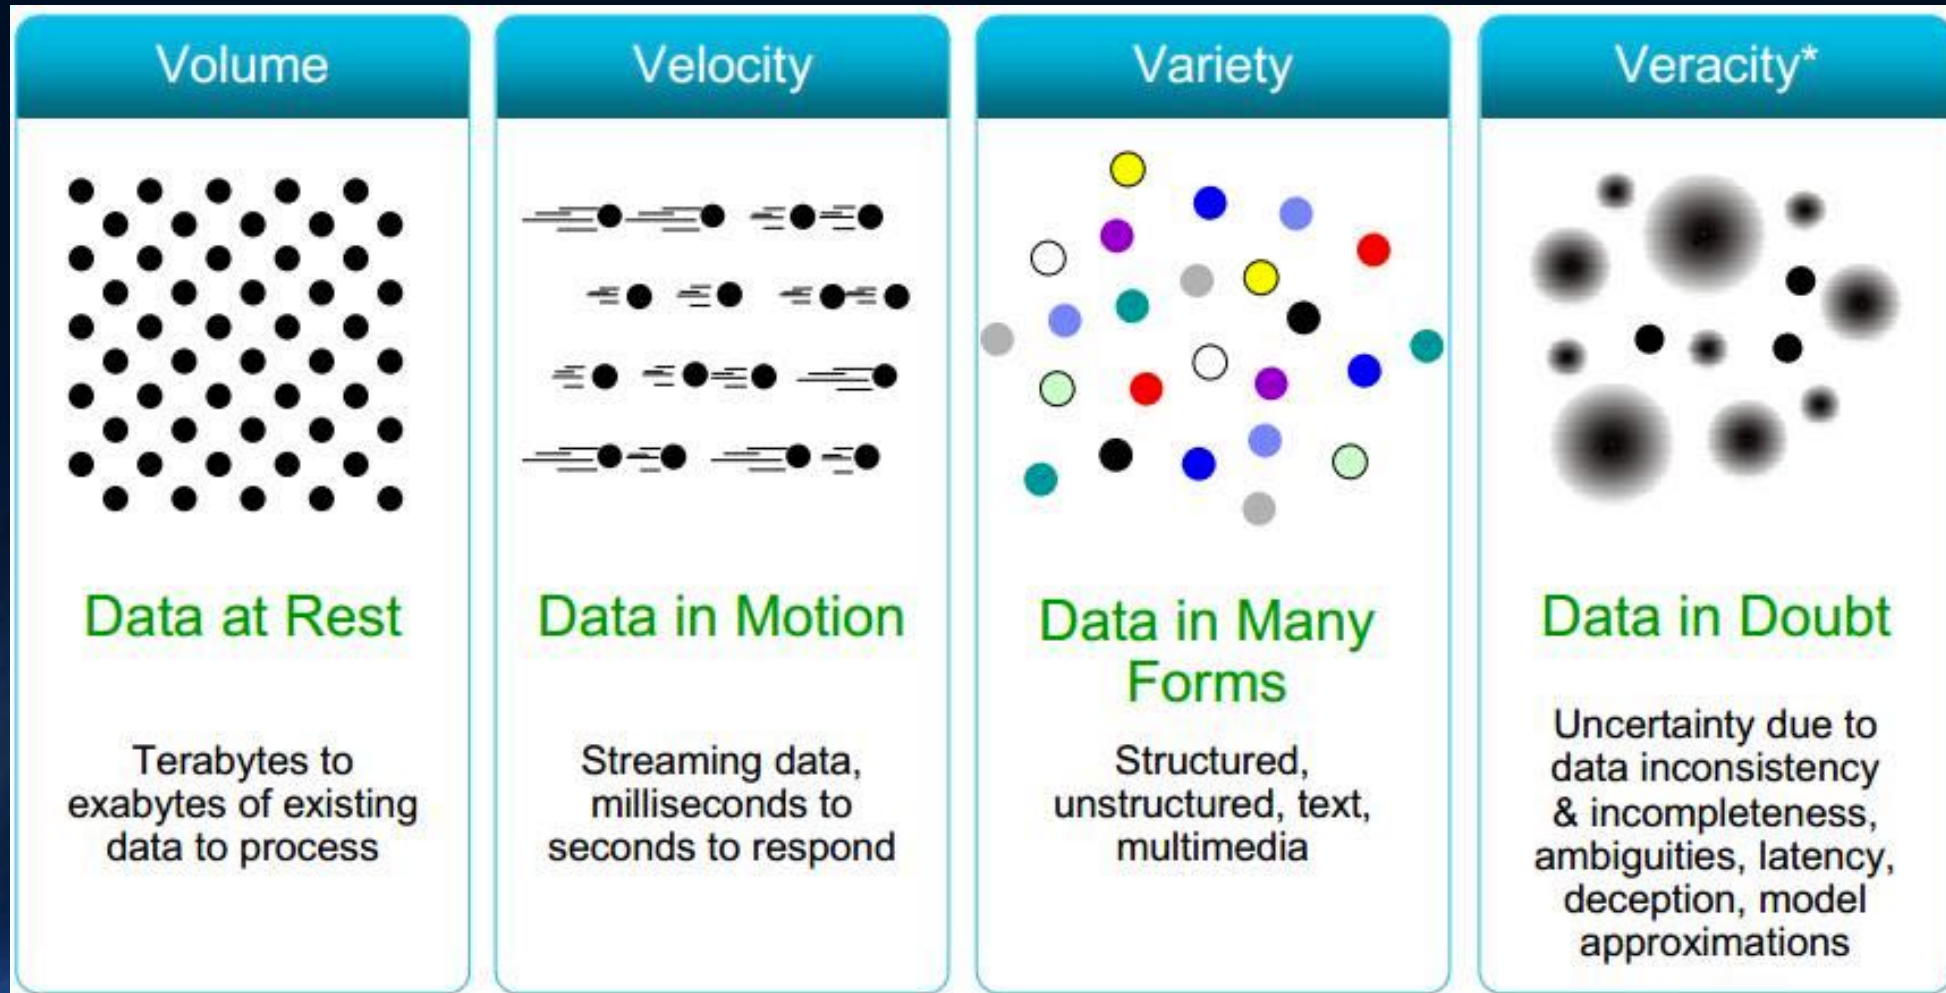 Volume
Data at Rest
Terabytes to
exabytes of existing
data to process
Velocity
Data in Motion
Streaming data,
milliseconds to
seconds to respond
Variety
Data in Many
Forms
Structured,
unstructured, text,
multimedia
Veracity*
Data in Doubt
Uncertainty due to
data inconsistency
& incompleteness,
ambiguities, latency,
deception, model
approximations